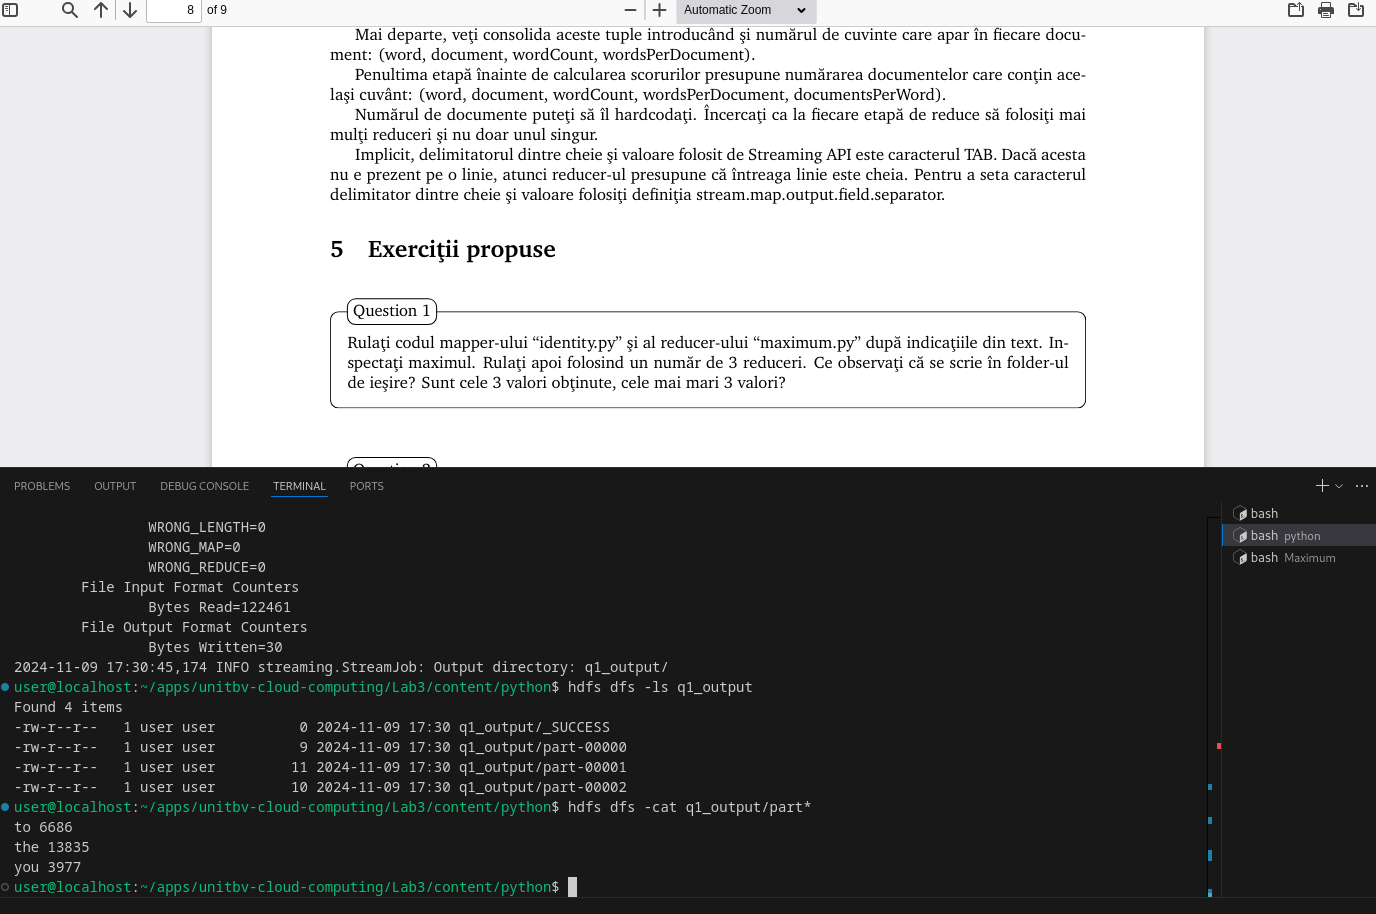 8 of 9
Automatic Zoom
Mai departe, veţi consolida aceste tuple introducând şi numărul de cuvinte care apar în fiecare docu-
ment: (word, document, wordCount, wordsPerDocument).
Penultima etapă înainte de calcularea scorurilor presupune numărarea documentelor care conţin ace-
laşi cuvânt: (word, document, wordCount, wordsPerDocument, documentsPerWord).
Numărul de documente puteţi să îl hardcodaţi. Încercaţi ca la fiecare etapă de reduce să folosiţi mai
mulţi reduceri şi nu doar unul singur.
Implicit, delimitatorul dintre cheie şi valoare folosit de Streaming API este caracterul TAB. Dacă acesta
nu e prezent pe o linie, atunci reducer-ul presupune că întreaga linie este cheia. Pentru a seta caracterul
delimitator dintre cheie şi valoare folosiţi definiţia stream.map.output.field.separator.
5 Exerciţii propuse
Question 1
Rulaţi codul mapper-ului “identity.py” şi al reducer-ului “maximum.py” după indicaţiile din text. In-
spectaţi maximul. Rulaţi apoi folosind un număr de 3 reduceri. Ce observaţi că se scrie în folder-ul
de ieşire? Sunt cele 3 valori obţinute, cele mai mari 3 valori?
PROBLEMS OUTPUT DEBUG CONSOLE TERMINAL PORTS
WRONG_LENGTH=0
WRONG_MAP=0
WRONG_REDUCE=0
File Input Format Counters
Bytes Read=122461
File Output Format Counters
Bytes Written=30
2024-11-09 17:30:45,174 INFO streaming.StreamJob: Output directory: q1_output/
user@localhost:~/apps/unitbv-cloud-computing/Lab3/content/python$ hdfs dfs -ls q1_output
Found 4 items
-rw-r--r-- 1 user user 0 2024-11-09 17:30 q1_output/_SUCCESS
-rw-r--r-- 1 user user 9 2024-11-09 17:30 q1_output/part-00000
-rw-r--r-- 1 user user 11 2024-11-09 17:30 q1_output/part-00001
-rw-r--r-- 1 user user 10 2024-11-09 17:30 q1_output/part-00002
user@localhost:~/apps/unitbv-cloud-computing/Lab3/content/python$ hdfs dfs -cat q1_output/part*
to 6686
the 13835
you 3977
user@localhost:~/apps/unitbv-cloud-computing/Lab3/content/python$
bash
bash python
bash Maximum